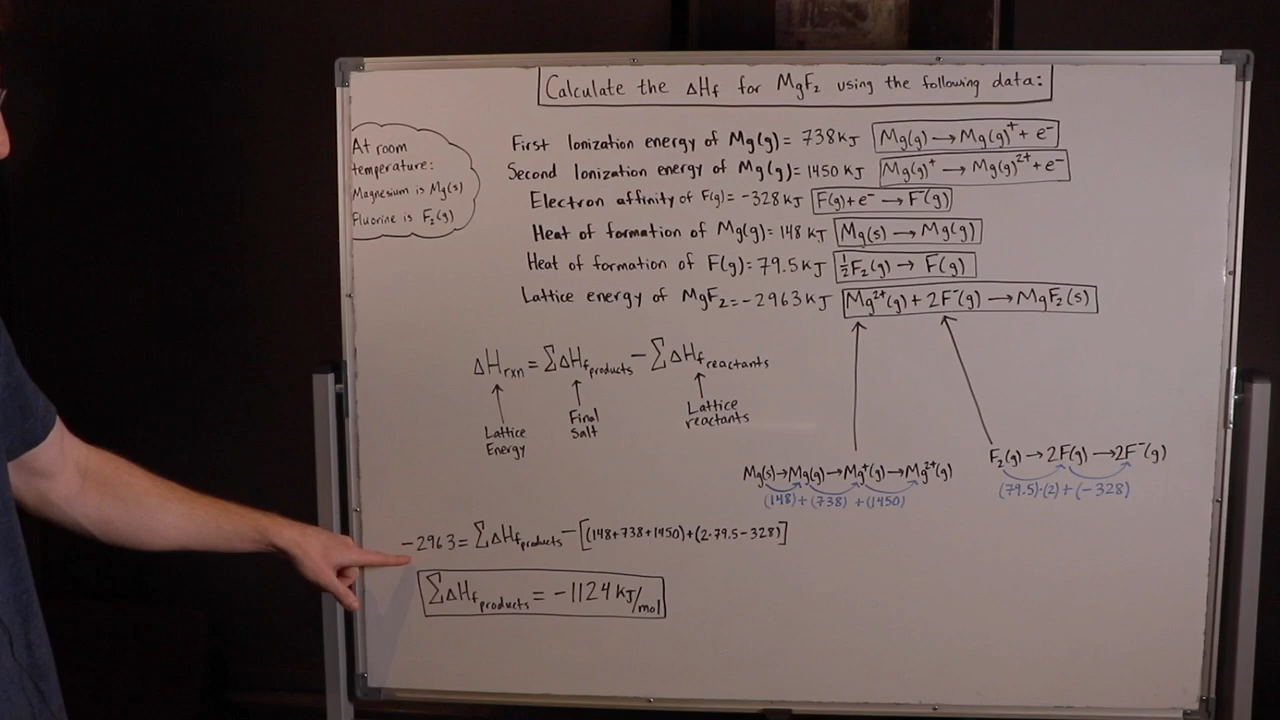 Calculate the ΔHf for MgF₂ using the following data:
At room
temperature:
Magnesium is Mg(s)
Fluorine is F₂(g)
First Ionization energy of Mg(g) = 738 kJ Mg(g) → Mg(g)⁺ + e⁻
Second Ionization energy of Mg(g) = 1450 kJ Mg(g)⁺ → Mg(g)²⁺ + e⁻
Electron affinity of F(g) = -328 kJ F(g) + e⁻ → F⁻(g)
Heat of formation of Mg(g) = 148 kJ Mg(s) → Mg(g)
Heat of formation of F(g) = 79.5 kJ ½F₂(g) → F(g)
Lattice energy of MgF₂ = -2963 kJ Mg²⁺(g) + 2F⁻(g) → MgF₂(s)
ΔHrxn = ΣΔHf products - ΣΔHf reactants
Lattice
Energy
Final
Salt
Lattice
reactants
Mg(s) → Mg(g) → Mg⁺(g) → Mg²⁺(g)
(148) + (738) + (1450)
F₂(g) → 2F(g) → 2F⁻(g)
(79.5)·(2) + (-328)
-2963 = ΣΔHf products - [(148+738+1450)+(2·79.5-328)]
ΣΔHf products = -1124 kJ/mol